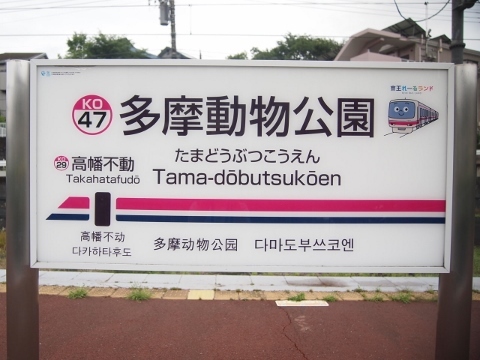 京王れーるランド
KO
47
多摩動物公園
たまどうぶつこうえん
KO
29
高幡不動
Takahatafudō
Tama-dōbutsukōen
高幡不动
다카하타후도
多摩动物公园
다마도부쓰코엔